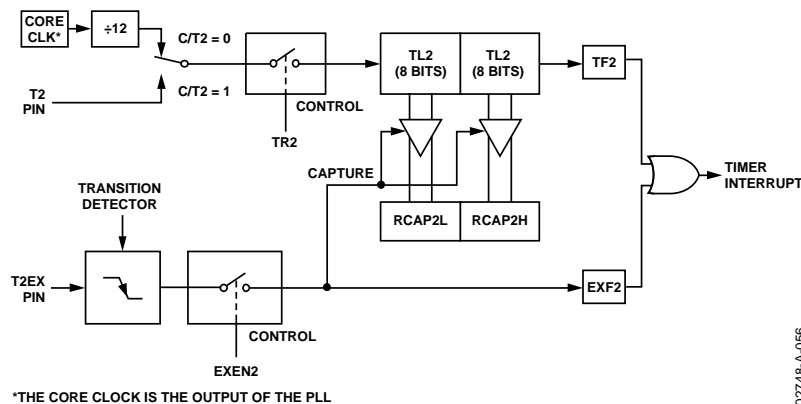 CORE
CLK*
÷12
C/T2 = 0
C/T2 = 1
T2
PIN
CONTROL
TR2
TL2
(8 BITS)
TL2
(8 BITS)
TF2
CAPTURE
TIMER
INTERRUPT
TRANSITION
DETECTOR
RCAP2L
RCAP2H
T2EX
PIN
CONTROL
EXEN2
EXF2
*THE CORE CLOCK IS THE OUTPUT OF THE PLL
02748-A-056